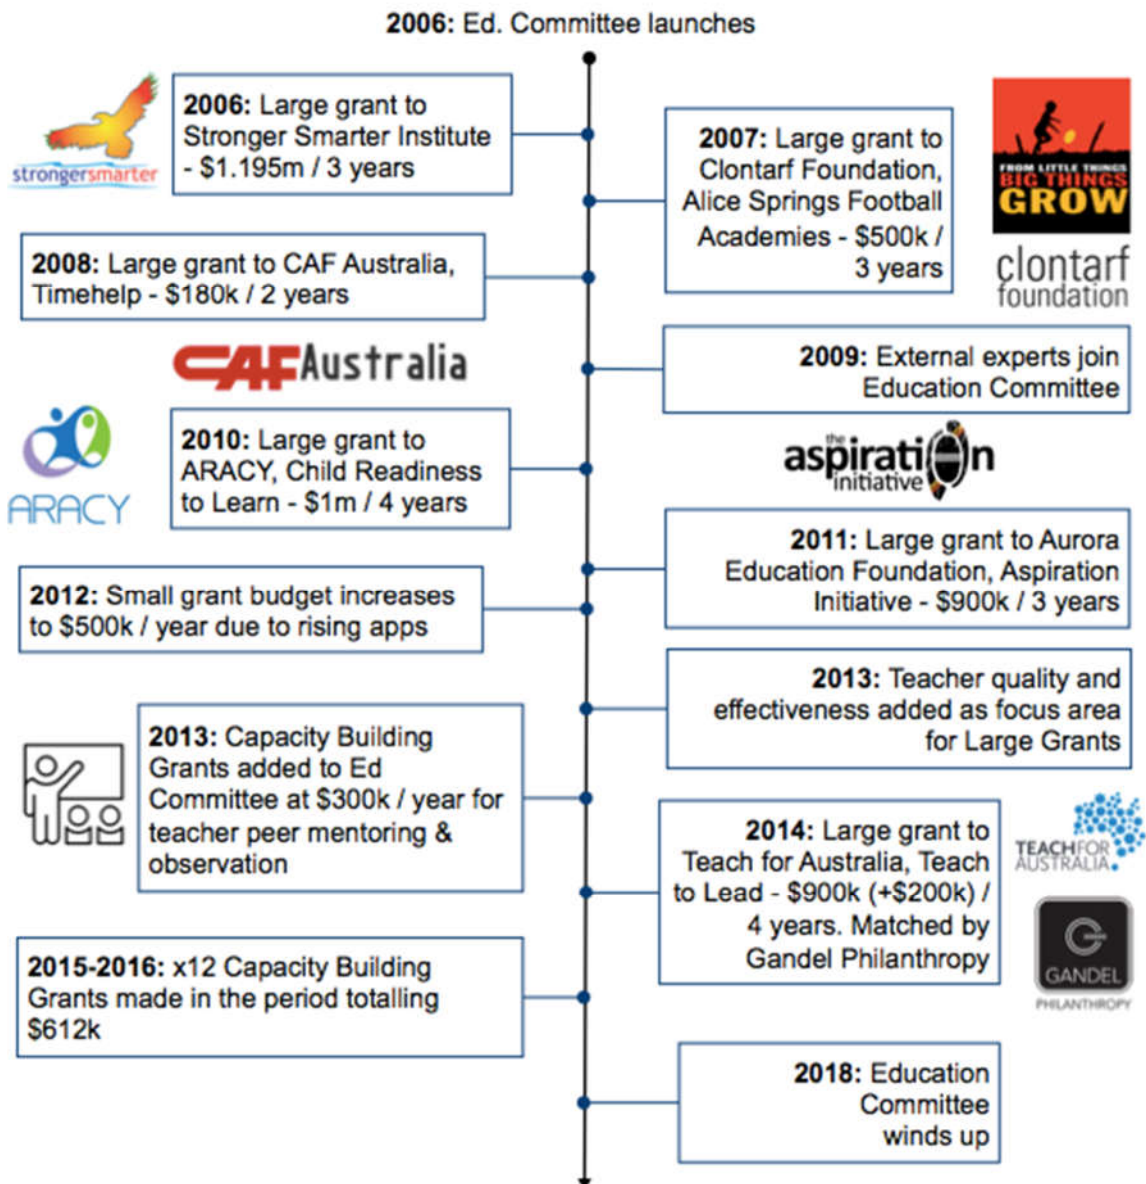 2006: Ed. Committee launches
strongersmarter
2006: Large grant to
Stronger Smarter Institute
- $1.195m / 3 years
2007: Large grant to
Clontarf Foundation,
Alice Springs Football
Academies - $500k /
3 years
FROM LITTLE THINGS
BIG THINGS
GROW
clontarf
foundation
2008: Large grant to CAF Australia,
Timehelp - $180k / 2 years
CAF Australia
2009: External experts join
Education Committee
the
aspiration
initiative
ARACY
2010: Large grant to
ARACY, Child Readiness
to Learn - $1m / 4 years
2011: Large grant to Aurora
Education Foundation, Aspiration
Initiative - $900k / 3 years
2012: Small grant budget increases
to $500k / year due to rising apps
2013: Teacher quality and
effectiveness added as focus area
for Large Grants
2013: Capacity Building
Grants added to Ed
Committee at $300k / year for
teacher peer mentoring &
observation
2014: Large grant to
Teach for Australia, Teach
to Lead - $900k (+$200k) /
4 years. Matched by
Gandel Philanthropy
TEACHFOR
AUSTRALIA
GANDEL
PHILANTHROPY
2015-2016: x12 Capacity Building
Grants made in the period totalling
$612k
2018: Education
Committee
winds up